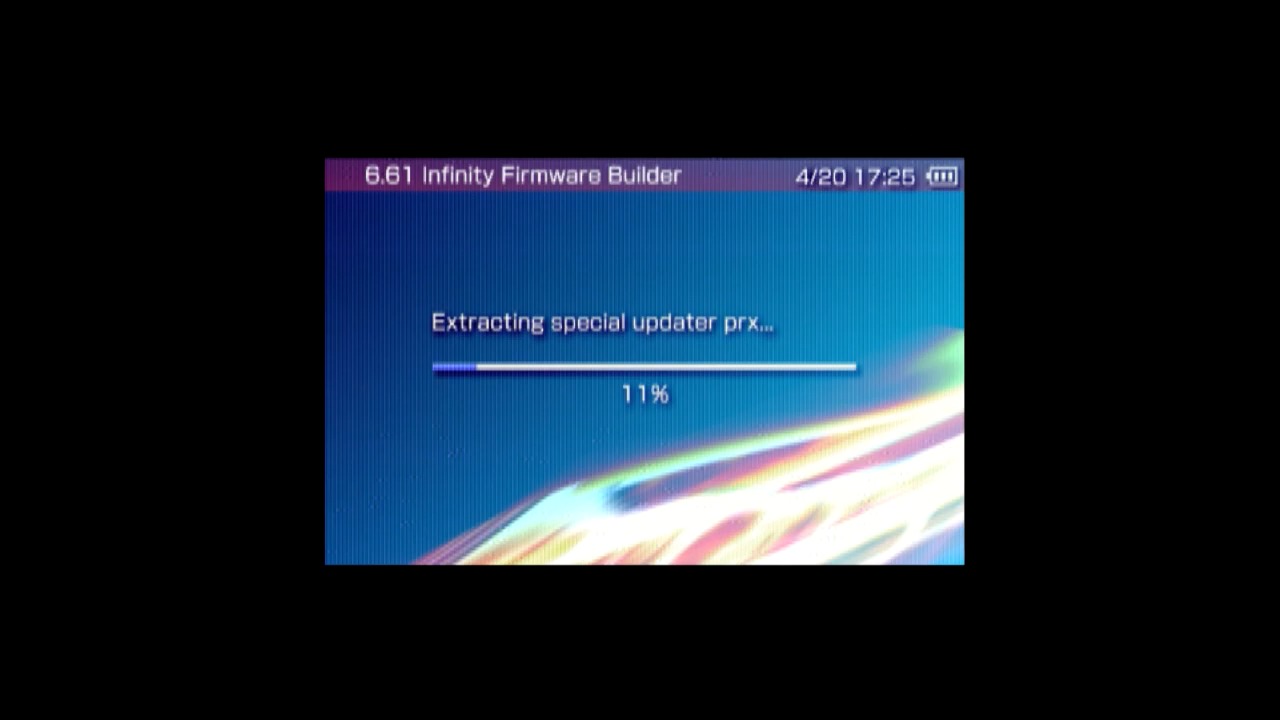 6.61 Infinity Firmware Builder 4/20 17:25
Extracting special updater prx...
11%